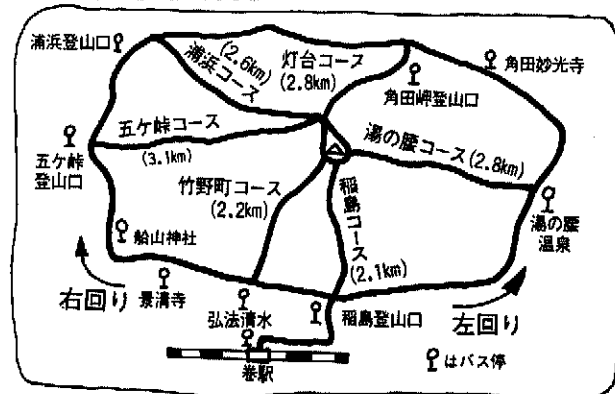 浦浜登山口
浦浜コース
(2.6km)
灯台コース
(2.8km)
角田岬登山口
角田妙光寺
五ケ峠コース
(3.1km)
五ケ峠
登山口
湯の腰コース(2.8km)
竹野町コース
(2.2km)
稲島コース
(2.1km)
湯の腰
温泉
船山神社
右回り
景清寺
弘法清水
稲島登山口
左回り
巻駅
はバス停